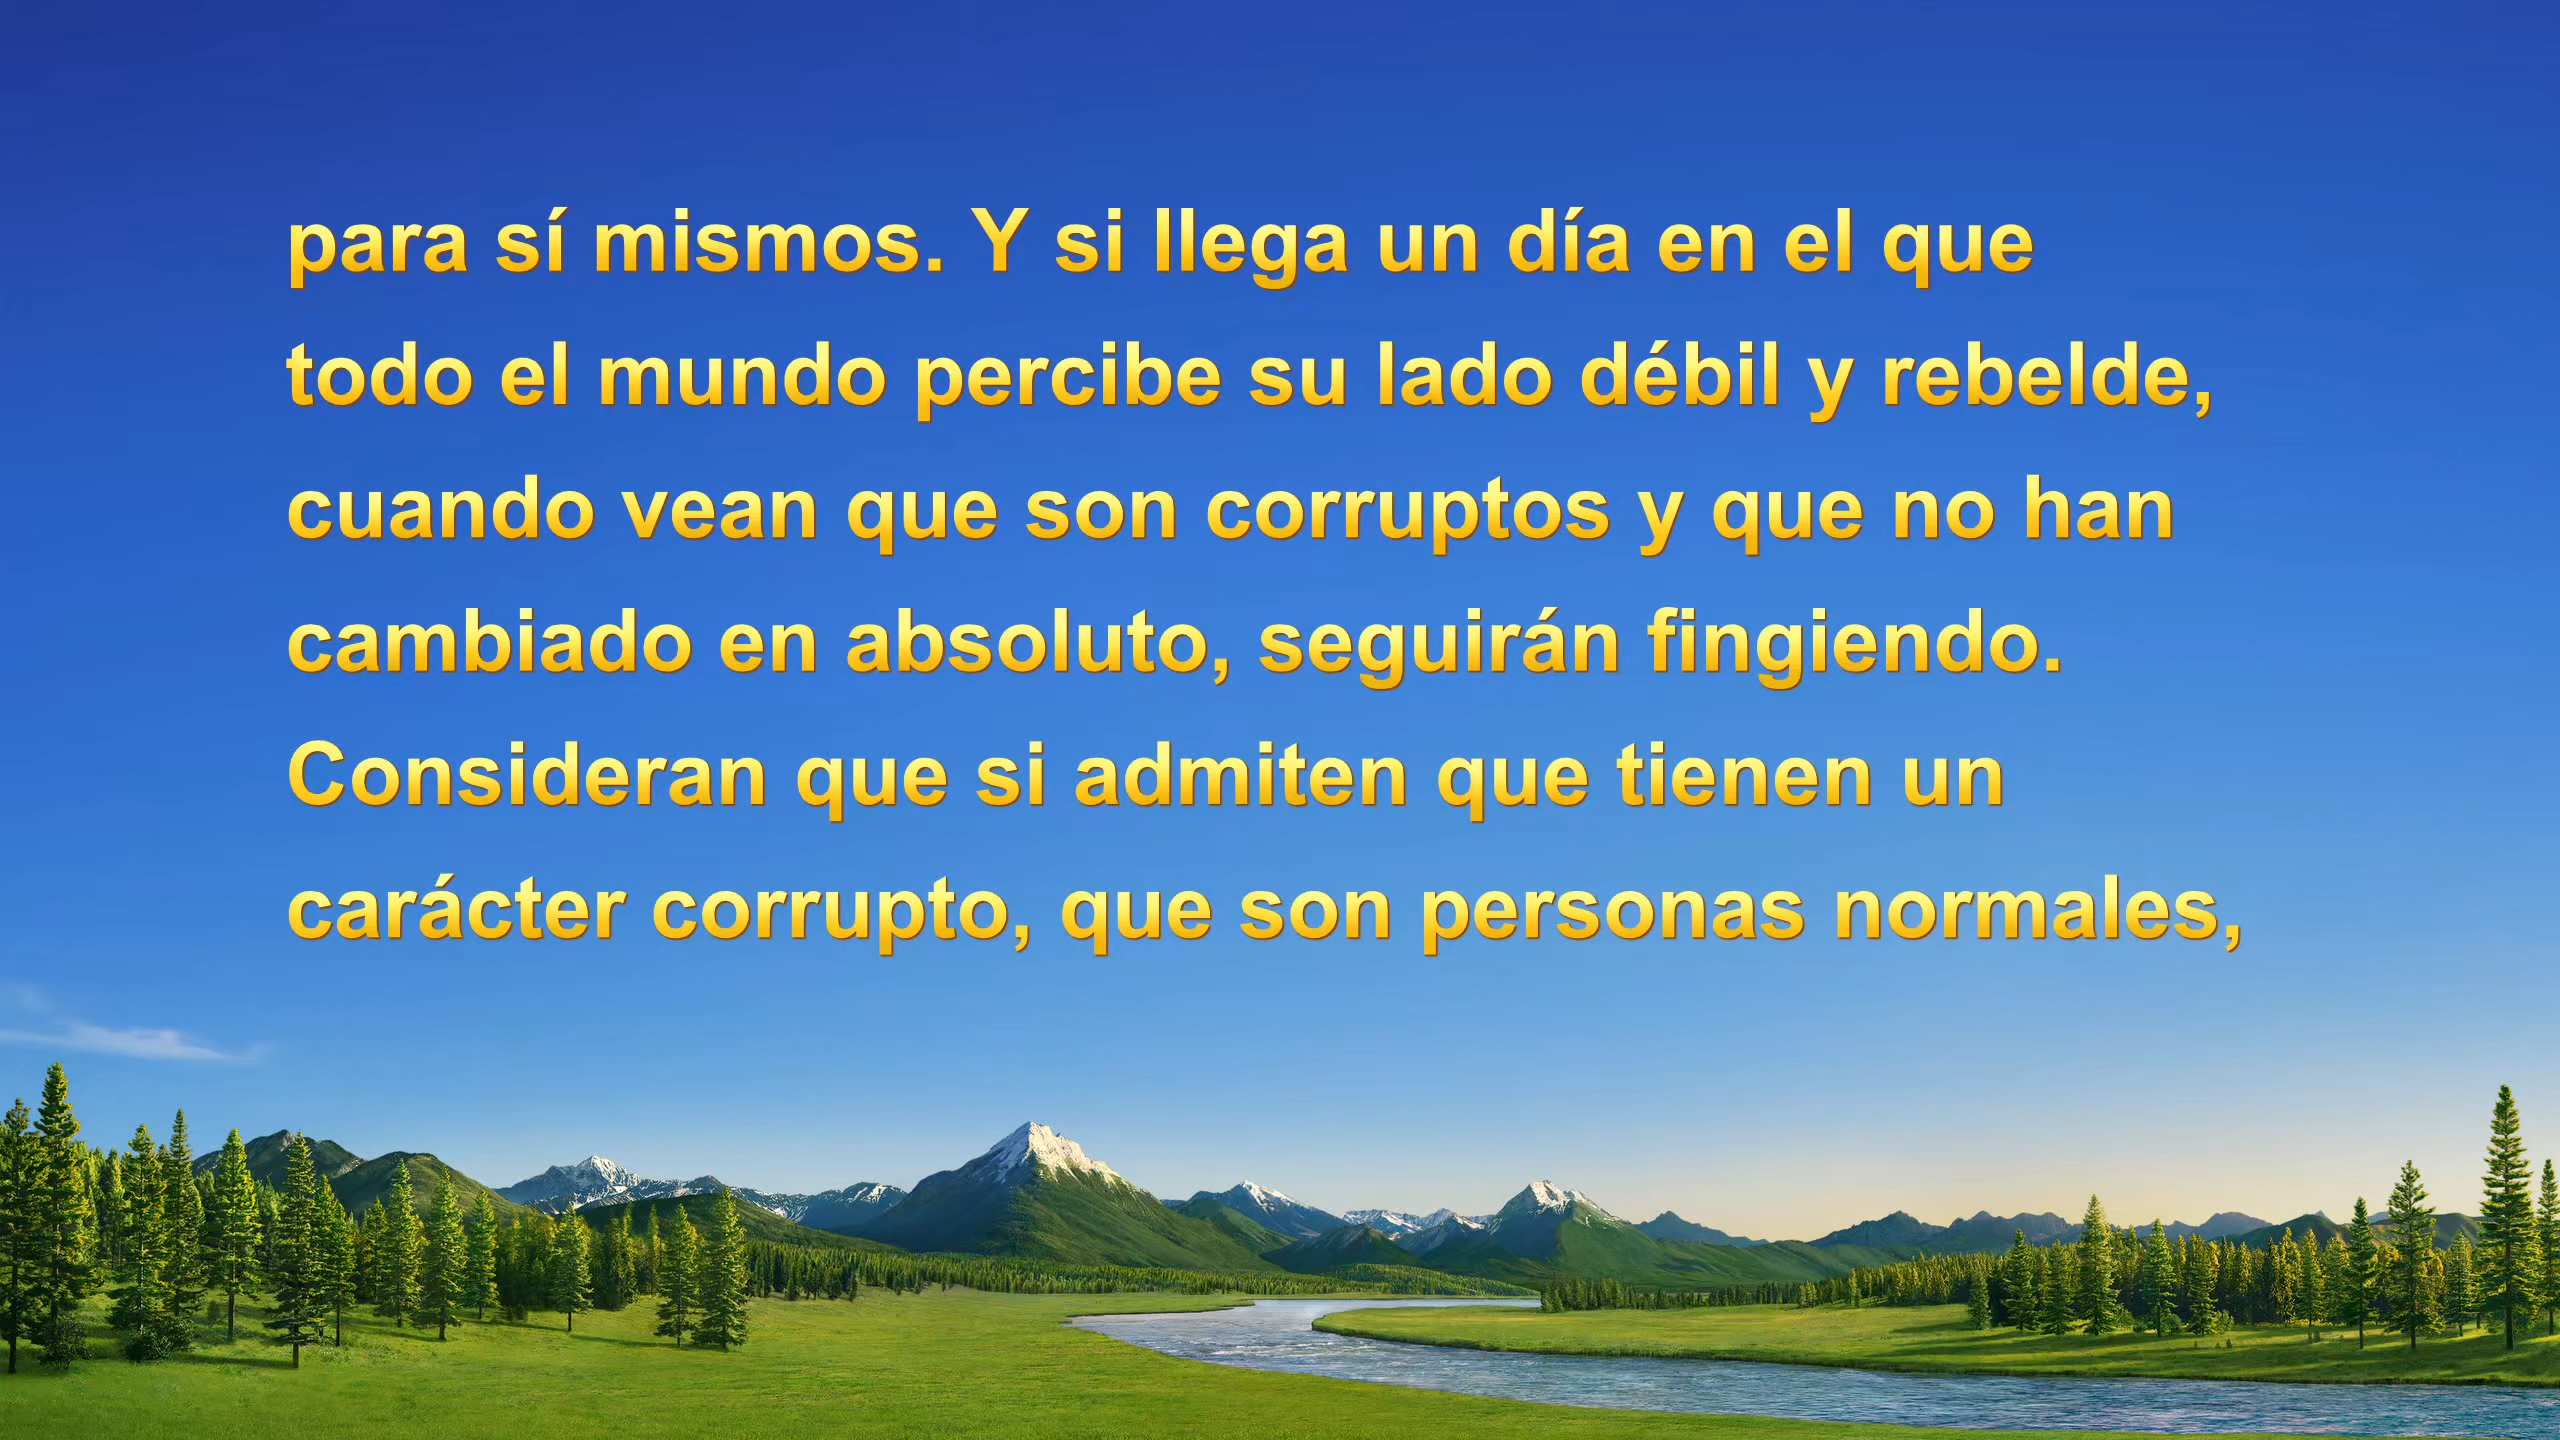 para sí mismos. Y si llega un día en el que
todo el mundo percibe su lado débil y rebelde,
cuando vean que son corruptos y que no han
cambiado en absoluto, seguirán fingiendo.
Consideran que si admiten que tienen un
carácter corrupto, que son personas normales,